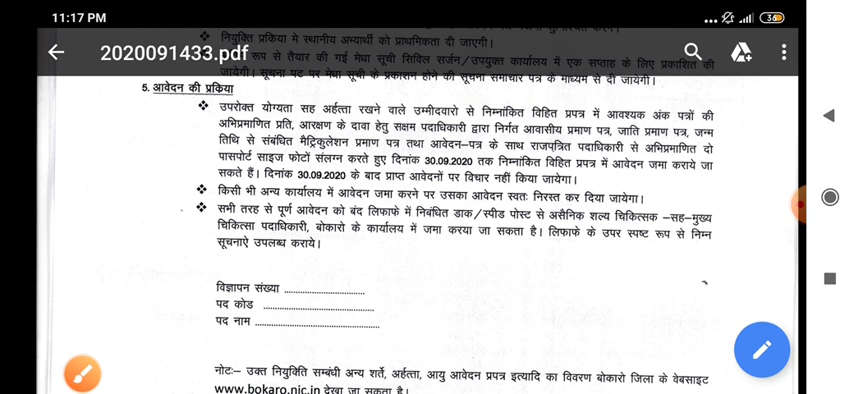 11:17 PM
36
नियुक्ति प्रकिया मे स्थानीय अभ्यार्थी को प्राथमिकता दी जाएगी।
2020091433.pdf
रूप से तैयार की गई मेधा सूची सिविल सर्जन/उपयुक्त कार्यालय में एक सप्ताह के लिए प्रकाशित की
जायेगी। सूचना पट पर मेधा सूची के प्रकाशन होने की सूचना समाचार पत्र के माध्यम से दी जायेगी।
5. आवेदन की प्रकिया
❖ उपरोक्त योग्यता सह अर्हत्ता रखने वाले उम्मीदवारो से निम्नांकित विहित प्रपत्र में आवश्यक अंक पत्रों की
अभिप्रमाणित प्रति, आरक्षण के दावा हेतु सक्षम पदाधिकारी द्वारा निर्गत आवासीय प्रमाण पत्र, जाति प्रमाण पत्र, जन्म
तिथि से संबंधित मैट्रिकुलेशन प्रमाण पत्र तथा आवेदन-पत्र के साथ राजपत्रित पदाधिकारी से अभिप्रमाणित दो
पासपोर्ट साइज फोटों संलग्न करते हुए दिनांक 30.09.2020 तक निम्नांकित विहित प्रपत्र में आवेदन जमा कराये जा
सकते हैं। दिनांक 30.09.2020 के बाद प्राप्त आवेदनों पर विचार नहीं किया जायेगा।
❖ किसी भी अन्य कार्यालय में आवेदन जमा करने पर उसका आवेदन स्वतः निरस्त कर दिया जायेगा।
❖ सभी तरह से पूर्ण आवेदन को बंद लिफाफे में निबंधित डाक/स्पीड पोस्ट से असैनिक शल्य चिकित्सक –सह–मुख्य
चिकित्सा पदाधिकारी, बोकारो के कार्यालय में जमा करया जा सकता है। लिफाफे के उपर स्पष्ट रूप से निम्न
सूचनाऐ उपलब्ध कराये।
विज्ञापन संख्या ..............................
पद कोड ..............................
पद नाम ..............................
नोटः– उक्त नियुक्ति सम्बंधी अन्य शर्ते, अर्हत्ता, आयु आवेदन प्रपत्र इत्यादि का विवरण बोकारो जिला के वेबसाइट
www.bokaro.nic.in देखा जा सकता है।